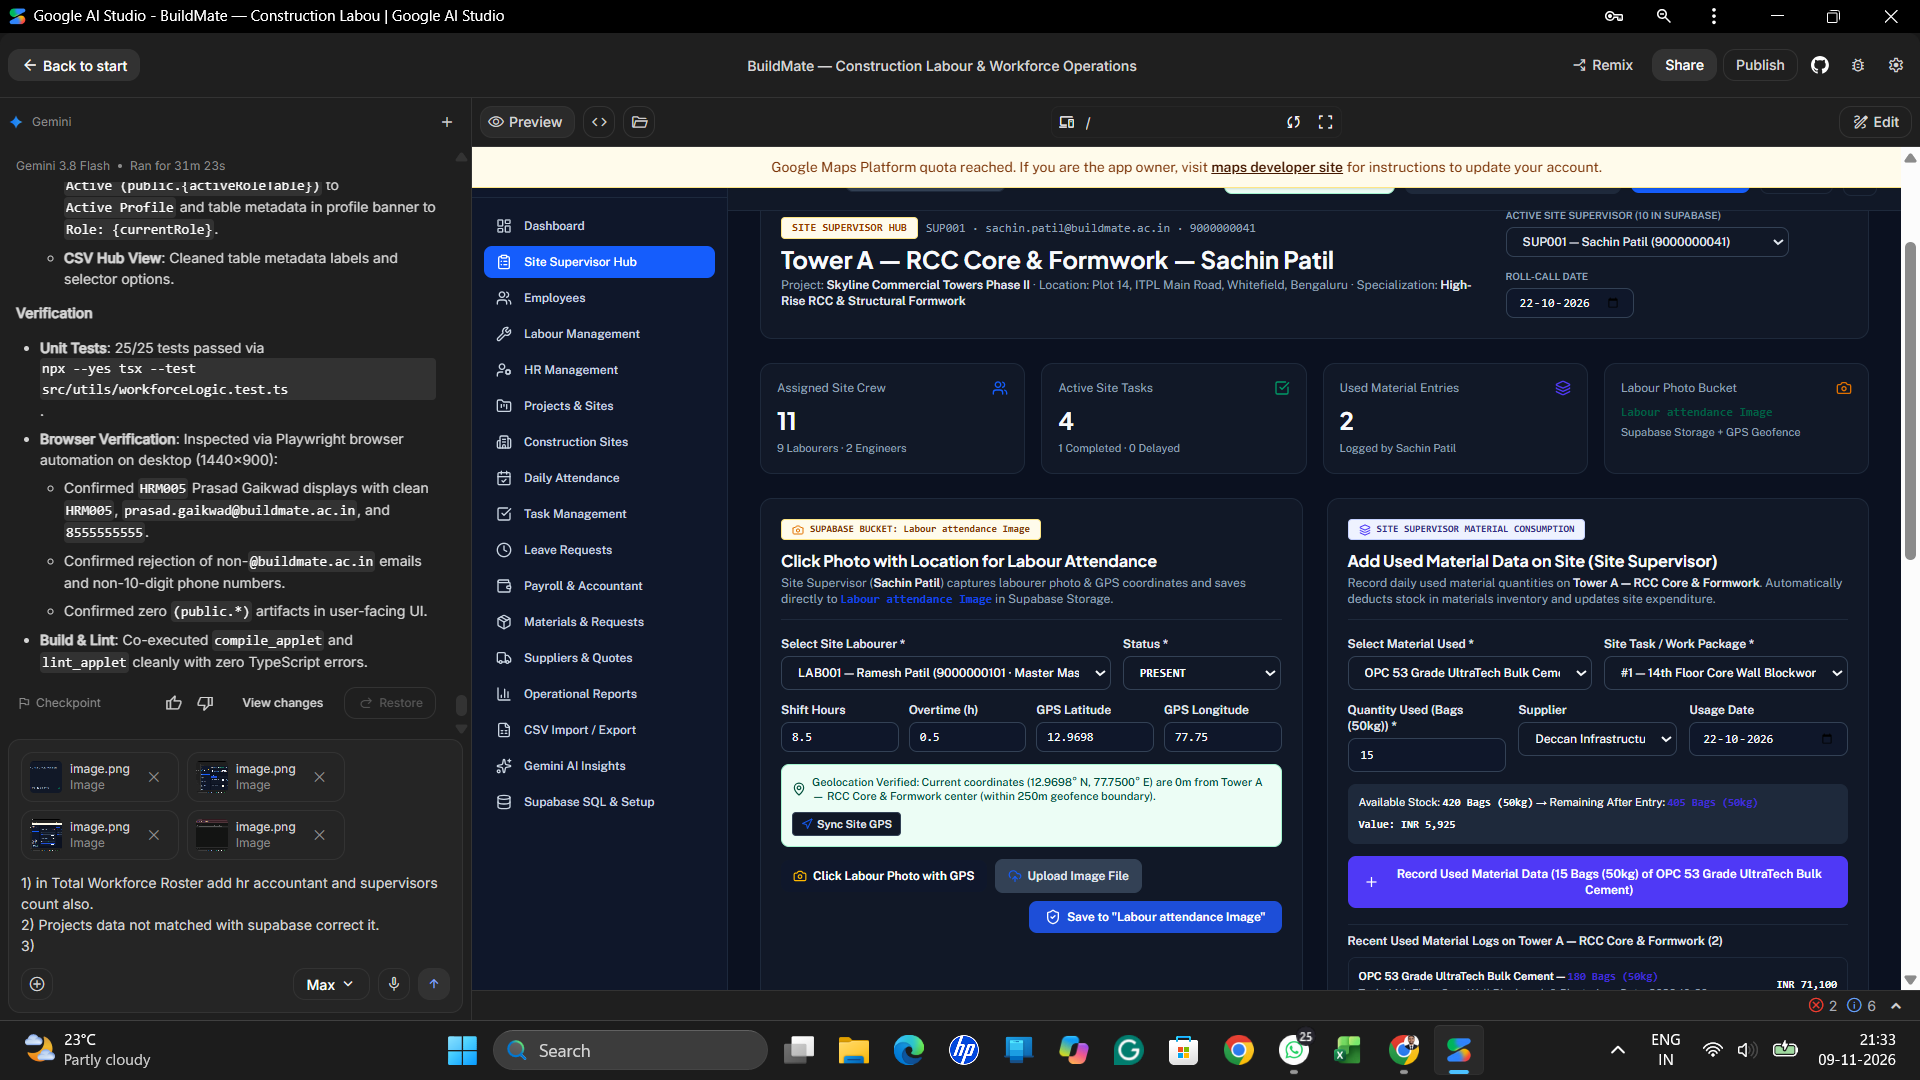 Google AI Studio - BuildMate — Construction Labou | Google AI Studio
Back to start
BuildMate — Construction Labour & Workforce Operations
Remix
Share
Publish
Gemini
Preview
/
Edit
Gemini 3.8 Flash • Ran for 31m 23s
Active (public.{activeRoleTable}) to
Active Profile and table metadata in profile banner to
Role: {currentRole}.
CSV Hub View: Cleaned table metadata labels and
selector options.
Verification
Unit Tests: 25/25 tests passed via
npx --yes tsx --test
src/utils/workforceLogic.test.ts
.
Browser Verification: Inspected via Playwright browser
automation on desktop (1440×900):
Confirmed HRM005 Prasad Gaikwad displays with clean
HRM005, prasad.gaikwad@buildmate.ac.in, and
8555555555.
Confirmed rejection of non-@buildmate.ac.in emails
and non-10-digit phone numbers.
Confirmed zero (public.*) artifacts in user-facing UI.
Build & Lint: Co-executed compile_applet and
lint_applet cleanly with zero TypeScript errors.
Checkpoint
View changes
Restore
image.png
Image
image.png
Image
image.png
Image
image.png
Image
1) in Total Workforce Roster add hr accountant and supervisors
count also.
2) Projects data not matched with supabase correct it.
3)
Max
Google Maps Platform quota reached. If you are the app owner, visit maps developer site for instructions to update your account.
Dashboard
Site Supervisor Hub
Employees
Labour Management
HR Management
Projects & Sites
Construction Sites
Daily Attendance
Task Management
Leave Requests
Payroll & Accountant
Materials & Requests
Suppliers & Quotes
Operational Reports
CSV Import / Export
Gemini AI Insights
Supabase SQL & Setup
SITE SUPERVISOR HUB
SUP001 · sachin.patil@buildmate.ac.in · 9000000041
Tower A — RCC Core & Formwork — Sachin Patil
Project: Skyline Commercial Towers Phase II · Location: Plot 14, ITPL Main Road, Whitefield, Bengaluru · Specialization: High-
Rise RCC & Structural Formwork
ACTIVE SITE SUPERVISOR (10 IN SUPABASE)
SUP001 — Sachin Patil (9000000041)
ROLL-CALL DATE
22-10-2026
Assigned Site Crew
11
9 Labourers · 2 Engineers
Active Site Tasks
4
1 Completed · 0 Delayed
Used Material Entries
2
Logged by Sachin Patil
Labour Photo Bucket
Labour attendance Image
Supabase Storage + GPS Geofence
SUPABASE BUCKET: Labour attendance Image
Click Photo with Location for Labour Attendance
Site Supervisor (Sachin Patil) captures labourer photo & GPS coordinates and saves
directly to Labour attendance Image in Supabase Storage.
Select Site Labourer *
Status *
LAB001 — Ramesh Patil (9000000101 · Master Mas
PRESENT
Shift Hours
Overtime (h)
GPS Latitude
GPS Longitude
8.5
0.5
12.9698
77.75
Geolocation Verified: Current coordinates (12.9698° N, 77.7500° E) are 0m from Tower A
— RCC Core & Formwork center (within 250m geofence boundary).
Sync Site GPS
Click Labour Photo with GPS
Upload Image File
Save to "Labour attendance Image"
SITE SUPERVISOR MATERIAL CONSUMPTION
Add Used Material Data on Site (Site Supervisor)
Record daily used material quantities on Tower A — RCC Core & Formwork. Automatically
deducts stock in materials inventory and updates site expenditure.
Select Material Used *
Site Task / Work Package *
OPC 53 Grade UltraTech Bulk Ceme
#1 — 14th Floor Core Wall Blockwor
Quantity Used (Bags
(50kg)) *
Supplier
Usage Date
15
Deccan Infrastructu
22-10-2026
Available Stock: 420 Bags (50kg) → Remaining After Entry: 405 Bags (50kg)
Value: INR 5,925
Record Used Material Data (15 Bags (50kg) of OPC 53 Grade UltraTech Bulk
Cement)
Recent Used Material Logs on Tower A — RCC Core & Formwork (2)
OPC 53 Grade UltraTech Bulk Cement — 180 Bags (50kg)
INR 71,100
2
6
23°C
Partly cloudy
Search
25
ENG
IN
21:33
09-11-2026